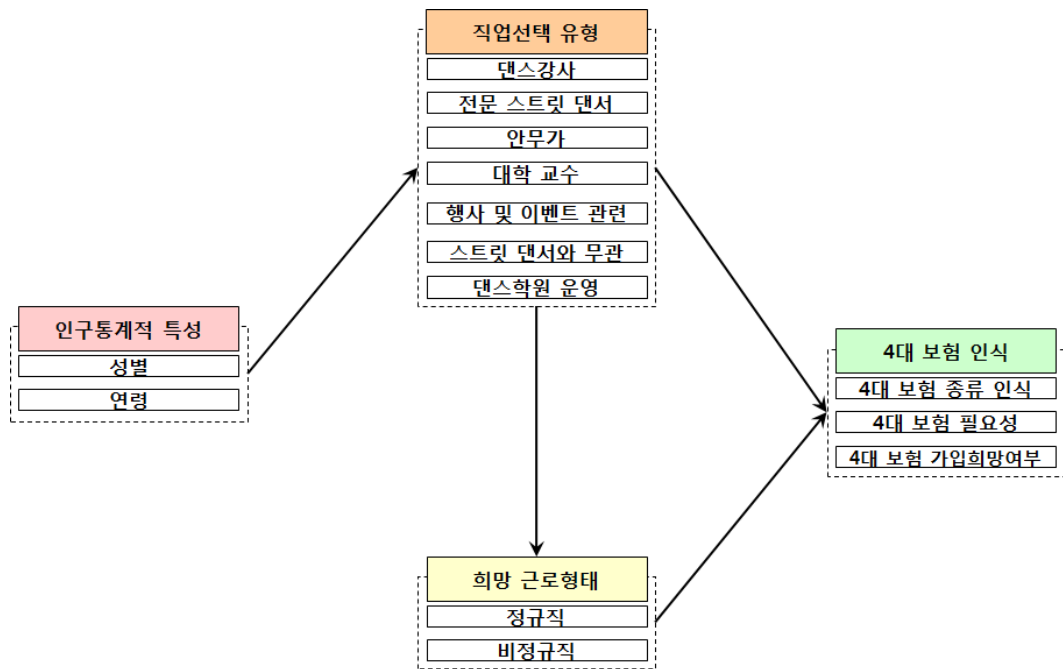 직업선택 유형
댄스강사
전문 스트릿 댄서
안무가
대학 교수
행사 및 이벤트 관련
스트릿 댄서와 무관
댄스학원 운영
인구통계적 특성
성별
연령
4대 보험 인식
4대 보험 종류 인식
4대 보험 필요성
4대 보험 가입희망여부
희망 근로형태
정규직
비정규직